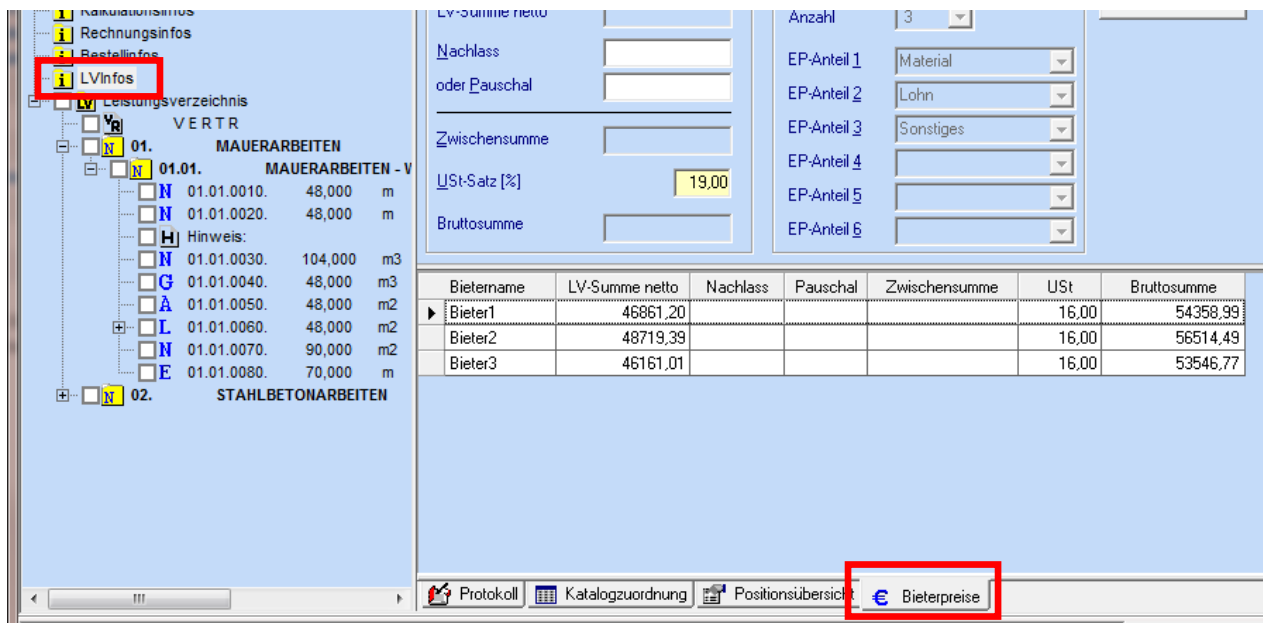 Kalkulationsinfos
Rechnungsinfos
Bestellinfos
LVInfos
LV Leistungsverzeichnis
VR VERTR
N 01. MAUERARBEITEN
N 01.01. MAUERARBEITEN - W
N 01.01.0010. 48,000 m
N 01.01.0020. 48,000 m
H Hinweis:
N 01.01.0030. 104,000 m3
G 01.01.0040. 48,000 m3
A 01.01.0050. 48,000 m2
L 01.01.0060. 48,000 m2
N 01.01.0070. 90,000 m2
E 01.01.0080. 70,000 m
N 02. STAHLBETONARBEITEN
LV-Summe netto
Nachlass
oder Pauschal
Zwischensumme
USt-Satz [%] 19,00
Bruttosumme
Anzahl 3
EP-Anteil 1 Material
EP-Anteil 2 Lohn
EP-Anteil 3 Sonstiges
EP-Anteil 4
EP-Anteil 5
EP-Anteil 6
Bietername LV-Summe netto Nachlass Pauschal Zwischensumme USt Bruttosumme
Bieter1 46861,20 16,00 54358,99
Bieter2 48719,39 16,00 56514,49
Bieter3 46161,01 16,00 53546,77
Protokoll Katalogzuordnung Positionsübersicht € Bieterpreise